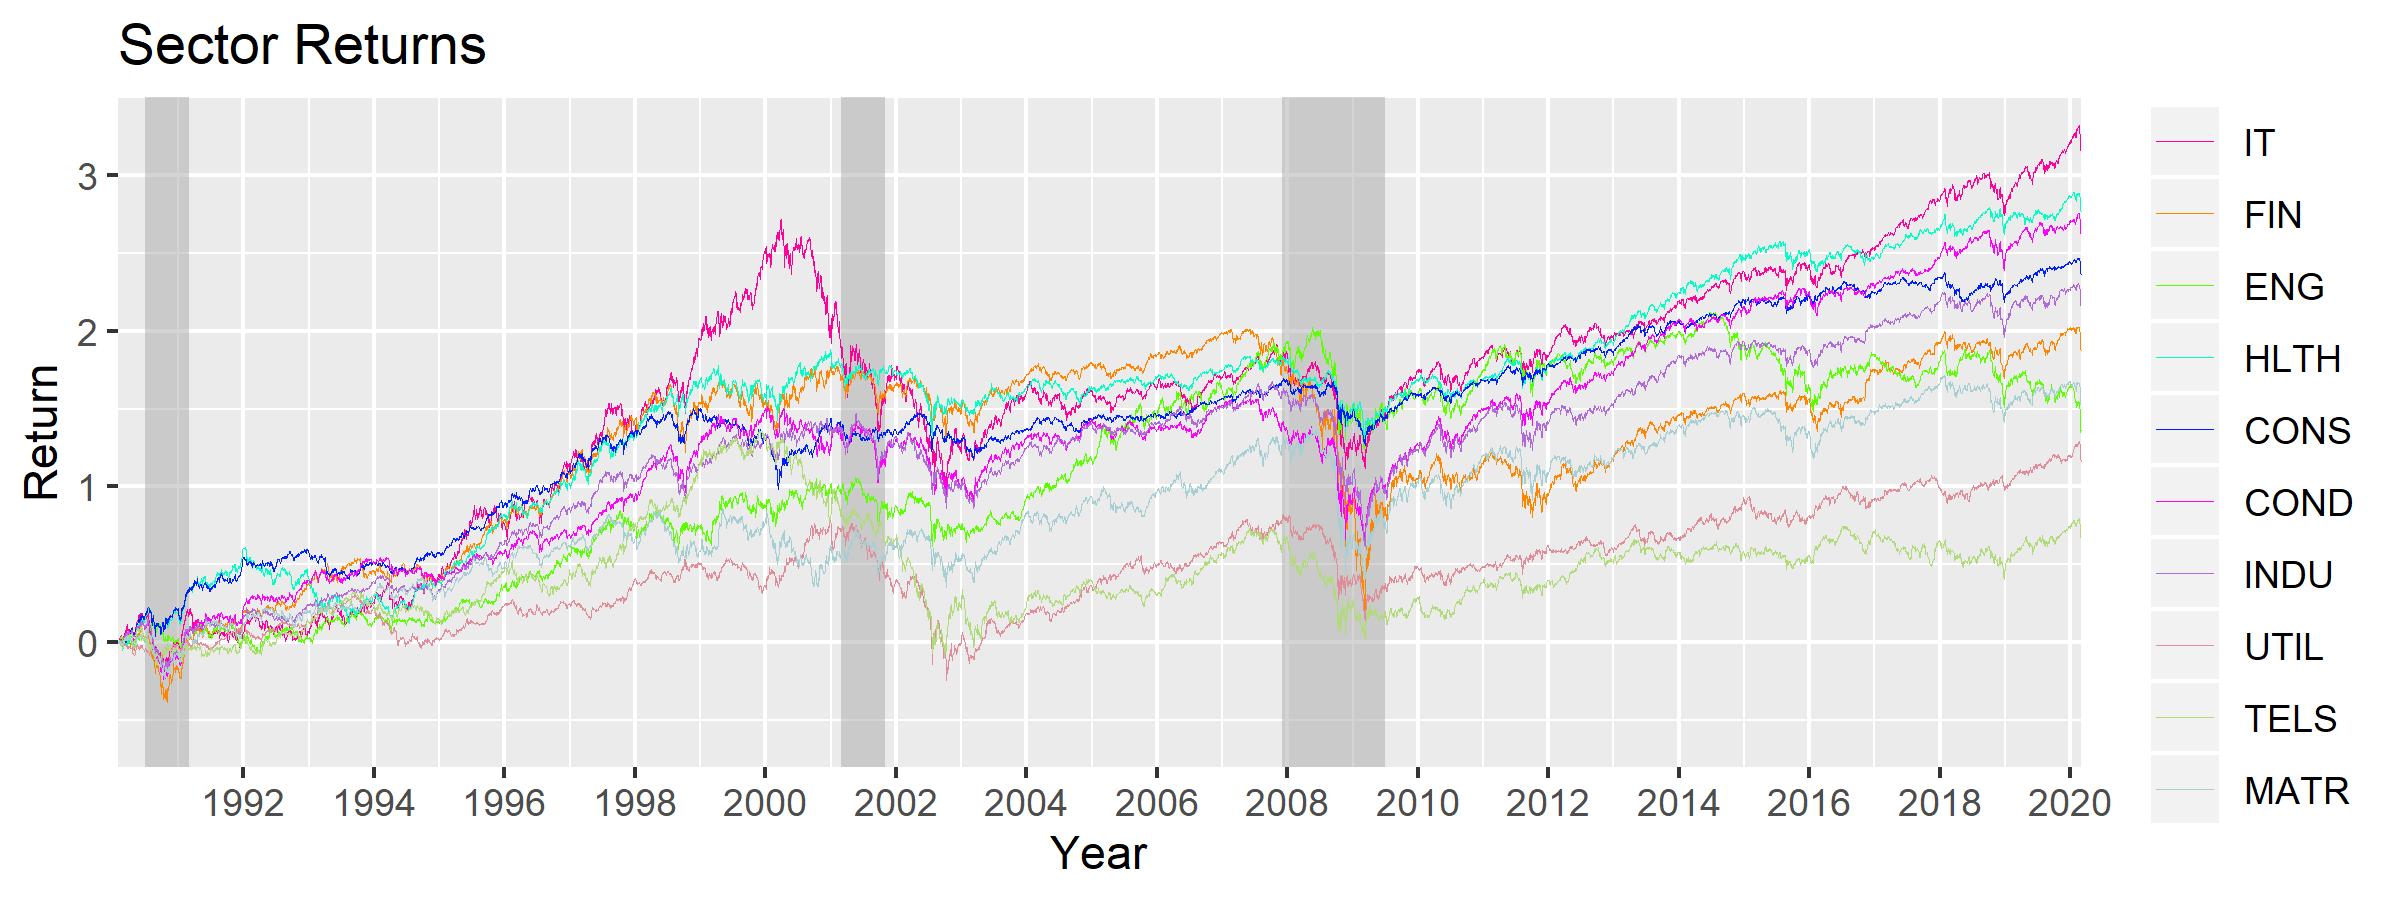 Sector Returns
Return
3
2
1
0
1992 1994 1996 1998 2000 2002 2004 2006 2008 2010 2012 2014 2016 2018 2020
Year
IT
FIN
ENG
HLTH
CONS
COND
INDU
UTIL
TELS
MATR